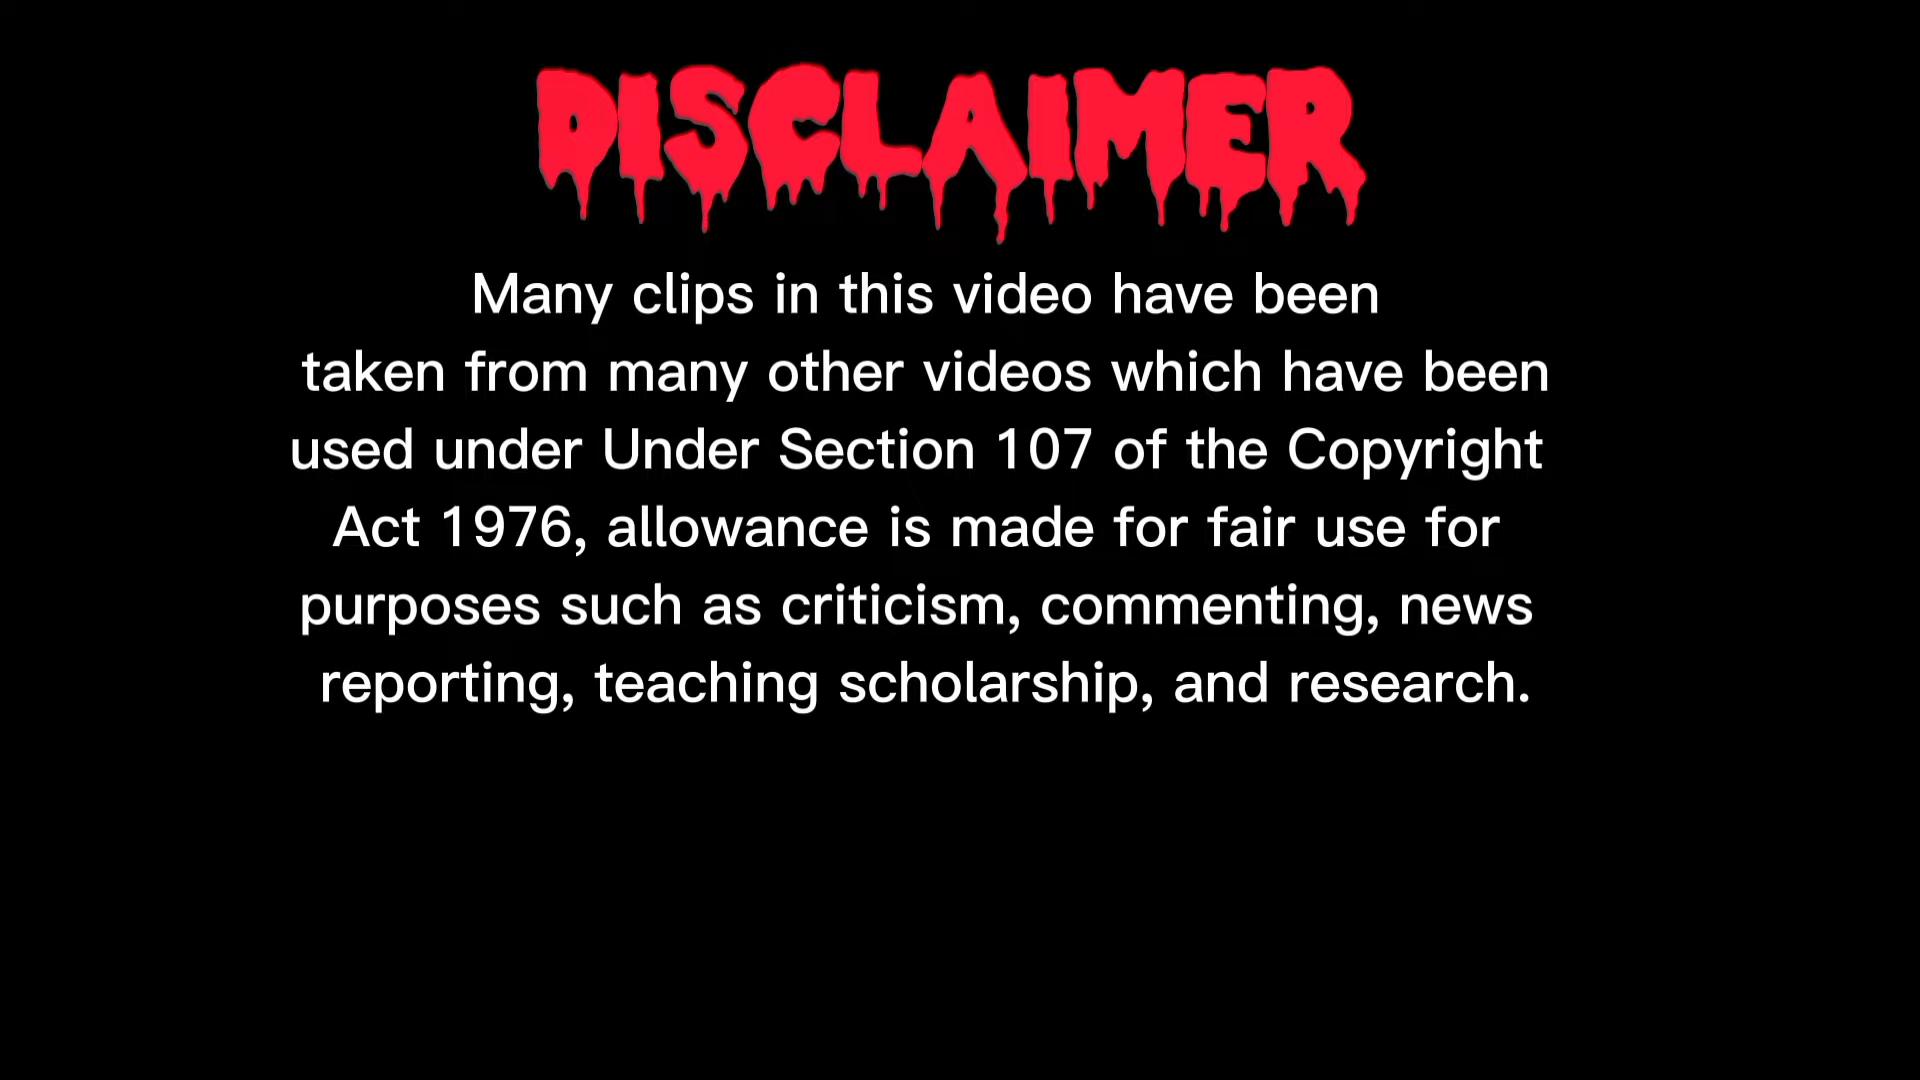 DISCLAIMER
Many clips in this video have been
taken from many other videos which have been
used under Under Section 107 of the Copyright
Act 1976, allowance is made for fair use for
purposes such as criticism, commenting, news
reporting, teaching scholarship, and research.